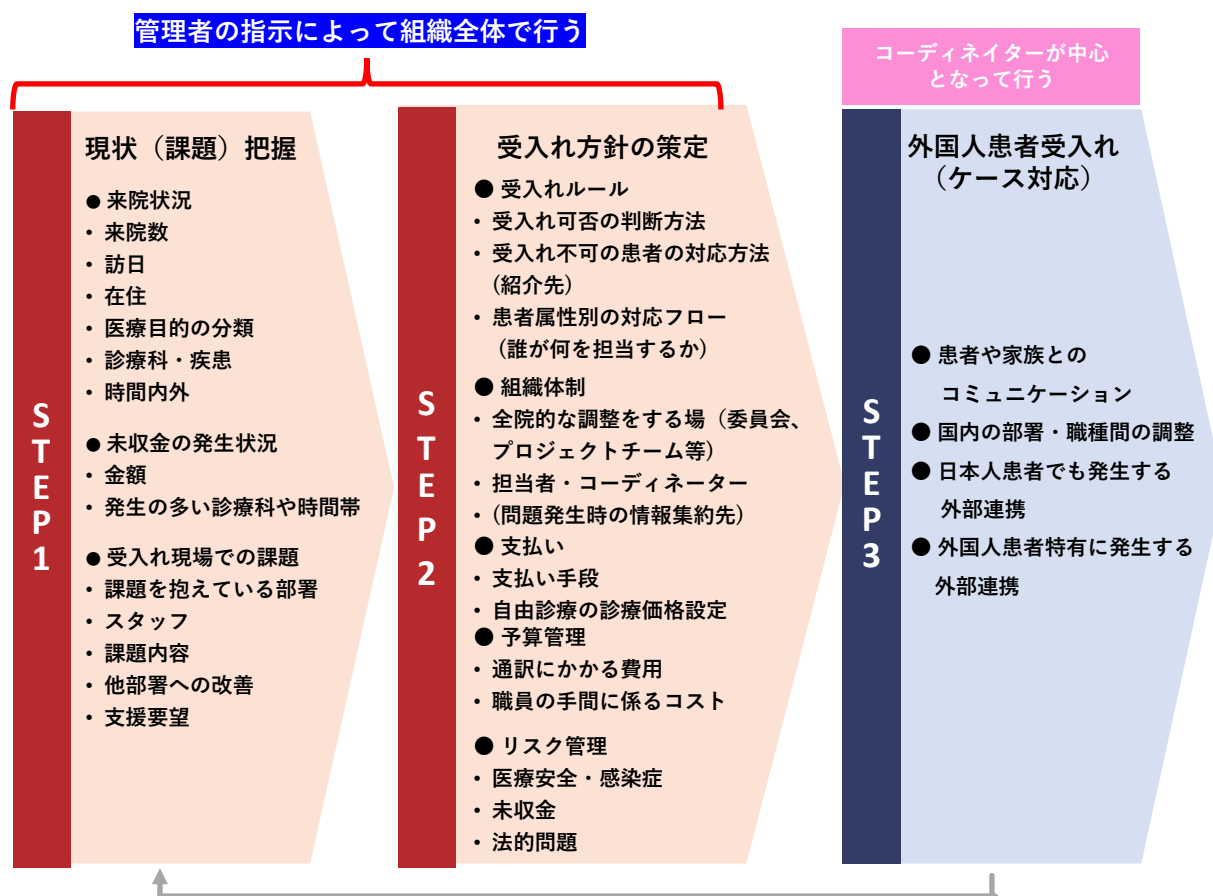 管理者の指示によって組織全体で行う
コーディネイターが中心
となって行う
STEP1
現状（課題）把握
● 来院状況
・ 来院数
・ 訪日
・ 在住
・ 医療目的の分類
・ 診療科・疾患
・ 時間内外
● 未収金の発生状況
・ 金額
・ 発生の多い診療科や時間帯
● 受入れ現場での課題
・ 課題を抱えている部署
・ スタッフ
・ 課題内容
・ 他部署への改善
・ 支援要望
STEP2
受入れ方針の策定
● 受入れルール
・ 受入れ可否の判断方法
・ 受入れ不可の患者の対応方法
(紹介先)
・ 患者属性別の対応フロー
(誰が何を担当するか)
● 組織体制
・ 全院的な調整をする場（委員会、
プロジェクトチーム等)
・ 担当者・コーディネーター
・ (問題発生時の情報集約先)
● 支払い
・ 支払い手段
・ 自由診療の診療価格設定
● 予算管理
・ 通訳にかかる費用
・ 職員の手間に係るコスト
● リスク管理
・ 医療安全・感染症
・ 未収金
・ 法的問題
STEP3
外国人患者受入れ
（ケース対応）
● 患者や家族との
コミュニケーション
● 国内の部署・職種間の調整
● 日本人患者でも発生する
外部連携
● 外国人患者特有に発生する
外部連携